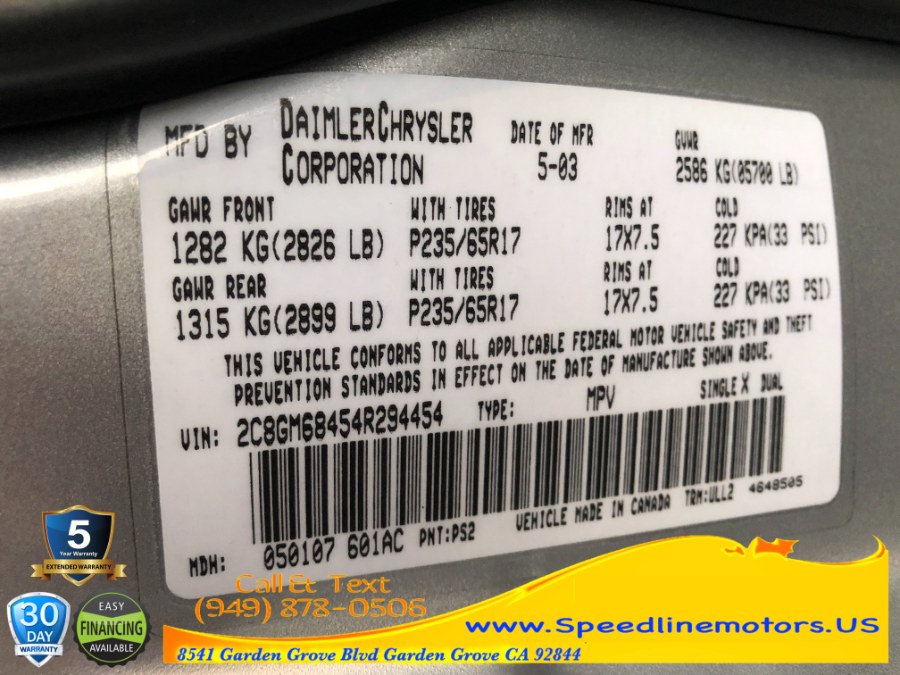 MFD BY DAIMLERCHRYSLER CORPORATION
DATE OF MFR 5-03
GVWR 2586 KG(05700 LB)
GAWR FRONT WITH TIRES RIMS AT COLD
1282 KG(2826 LB) P235/65R17 17X7.5 227 KPA(33 PSI)
GAWR REAR WITH TIRES RIMS AT COLD
1315 KG(2899 LB) P235/65R17 17X7.5 227 KPA(33 PSI)
THIS VEHICLE CONFORMS TO ALL APPLICABLE FEDERAL MOTOR VEHICLE SAFETY AND THEFT
PREVENTION STANDARDS IN EFFECT ON THE DATE OF MANUFACTURE SHOWN ABOVE.
VIN: 2C8GM68454R294454 TYPE: MPV SINGLE X DUAL
MDH: 050107 601AC PNT:PS2 VEHICLE MADE IN CANADA TRM:ULL2 4648505
5
Year Warranty
EXTENDED WARRANTY
30
DAY
WARRANTY
EASY
FINANCING
AVAILABLE
Call & Text
(949) 878-0506
www.Speedlinemotors.US
8541 Garden Grove Blvd Garden Grove CA 92844